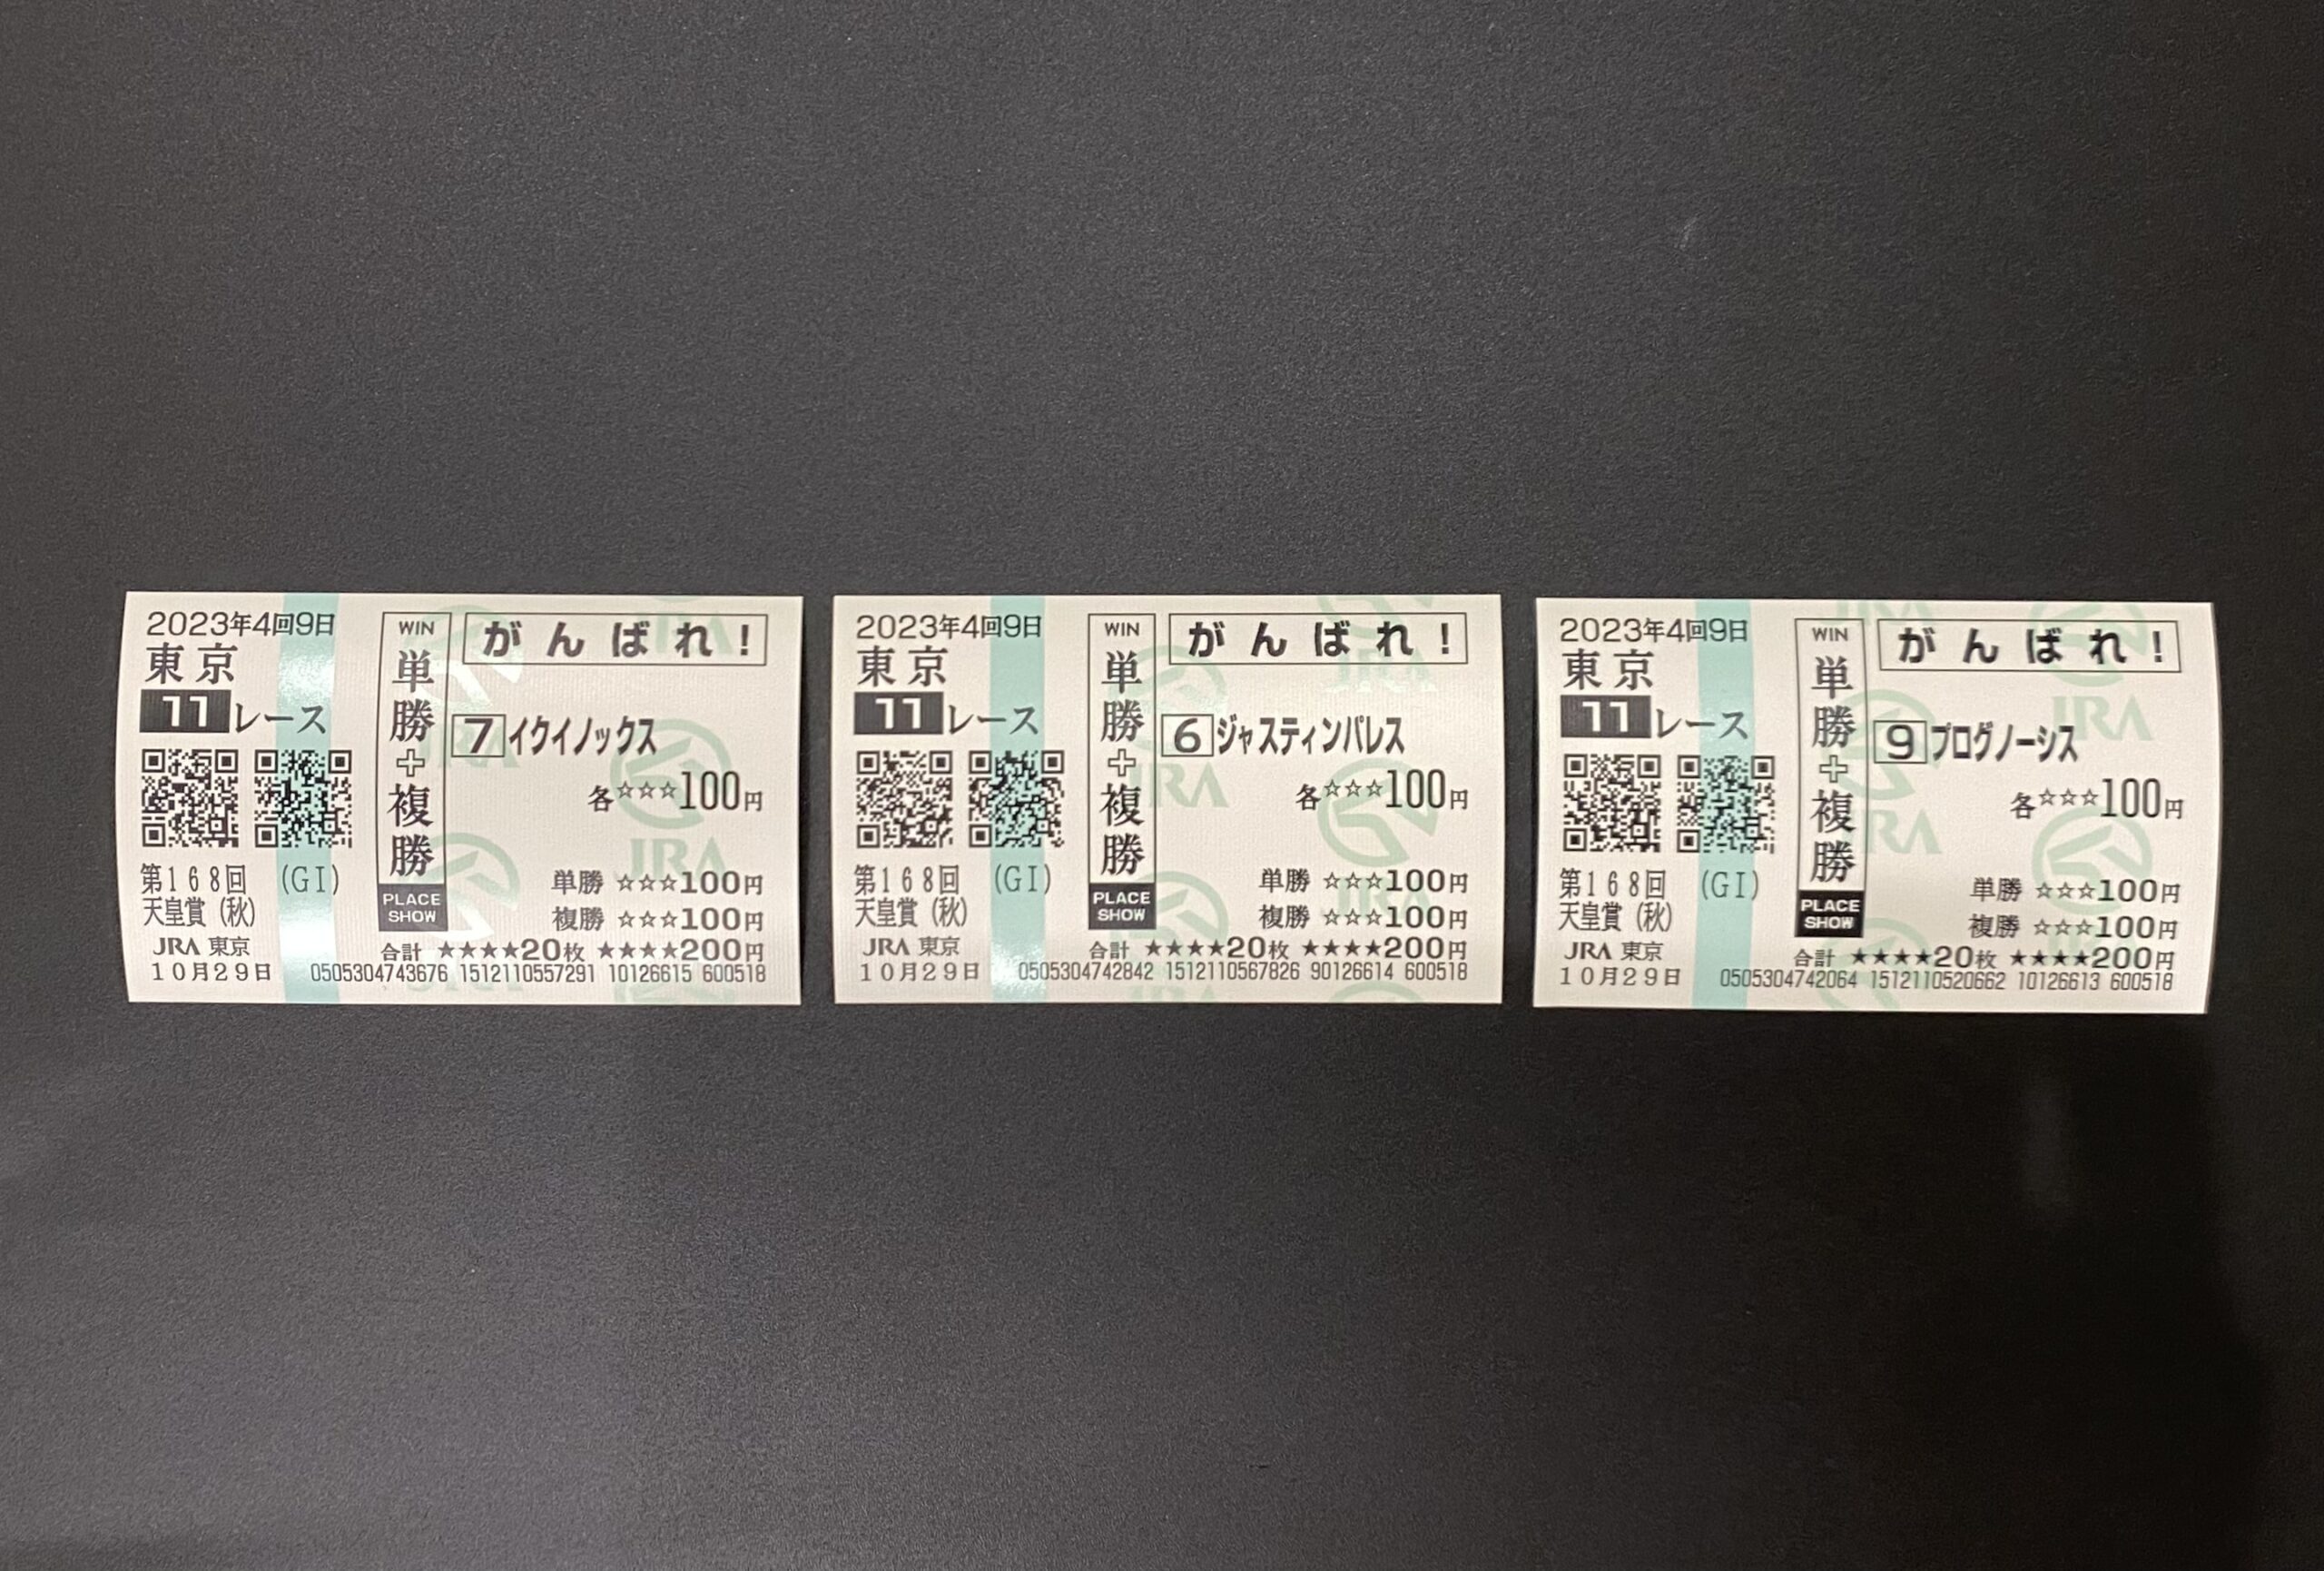 2023年4回9日
東京
11レース
第168回 (GI)
天皇賞(秋)
JRA 東京
10月29日
WIN
単勝+複勝
PLACE
SHOW
がんばれ!
7 イクイノックス
各☆☆☆100円
単勝 ☆☆☆100円
複勝 ☆☆☆100円
合計 ★★★★20枚 ★★★★200円
0505304743676 1512110557291 10126615 600518
2023年4回9日
東京
11レース
第168回 (GI)
天皇賞(秋)
JRA 東京
10月29日
WIN
単勝+複勝
PLACE
SHOW
がんばれ!
6 ジャスティンパレス
各☆☆☆100円
単勝 ☆☆☆100円
複勝 ☆☆☆100円
合計 ★★★★20枚 ★★★★200円
0505304742842 1512110567826 90126614 600518
2023年4回9日
東京
11レース
第168回 (GI)
天皇賞(秋)
JRA 東京
10月29日
WIN
単勝+複勝
PLACE
SHOW
がんばれ!
9 プログノーシス
各☆☆☆100円
単勝 ☆☆☆100円
複勝 ☆☆☆100円
合計 ★★★★20枚 ★★★★200円
0505304742064 1512110520662 10126613 600518